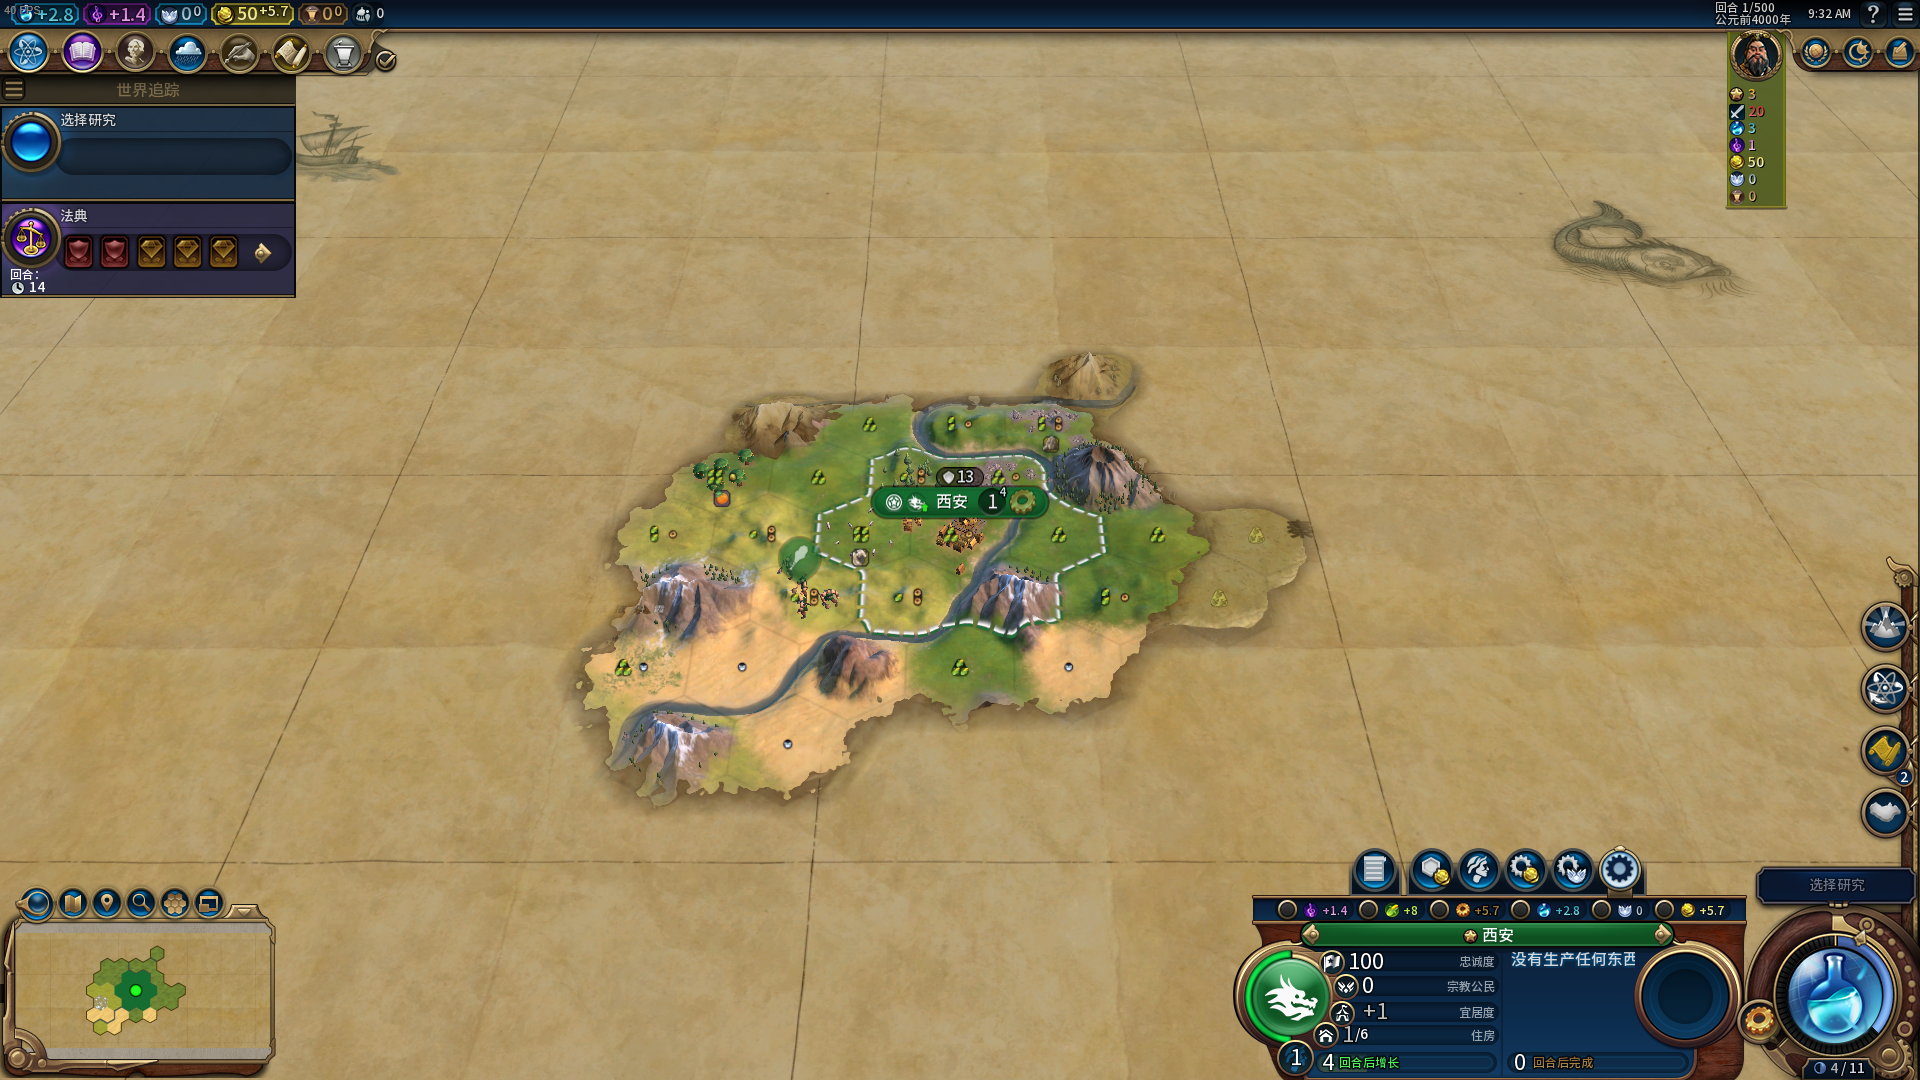 40 FPS
+2.8 +1.4 0 0 50 +5.7 0 0 0
回合 1/500
公元前4000年
9:32 AM
?
世界追踪
选择研究
法典
回合：
14
3
20
3
1
50
0
0
13
西安 1 4
2
选择研究
+1.4 +8 +5.7 +2.8 0 +5.7
西安
100 忠诚度
没有生产任何东西
0 宗教公民
+1 宜居度
1/6 住房
1
4 回合后增长
0 回合后完成
4 / 11